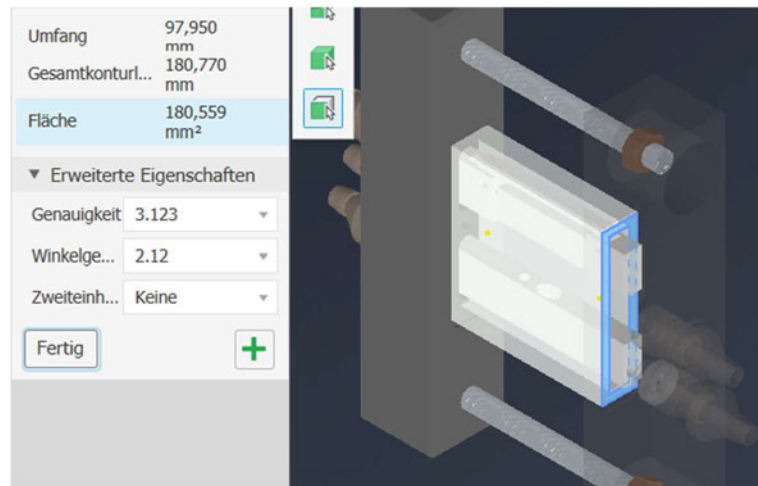 Umfang 97,950
mm
Gesamtkonturl... 180,770
mm
Fläche 180,559
mm²
Erweiterte Eigenschaften
Genauigkeit 3.123
Winkelge... 2.12
Zweiteinh... Keine
Fertig